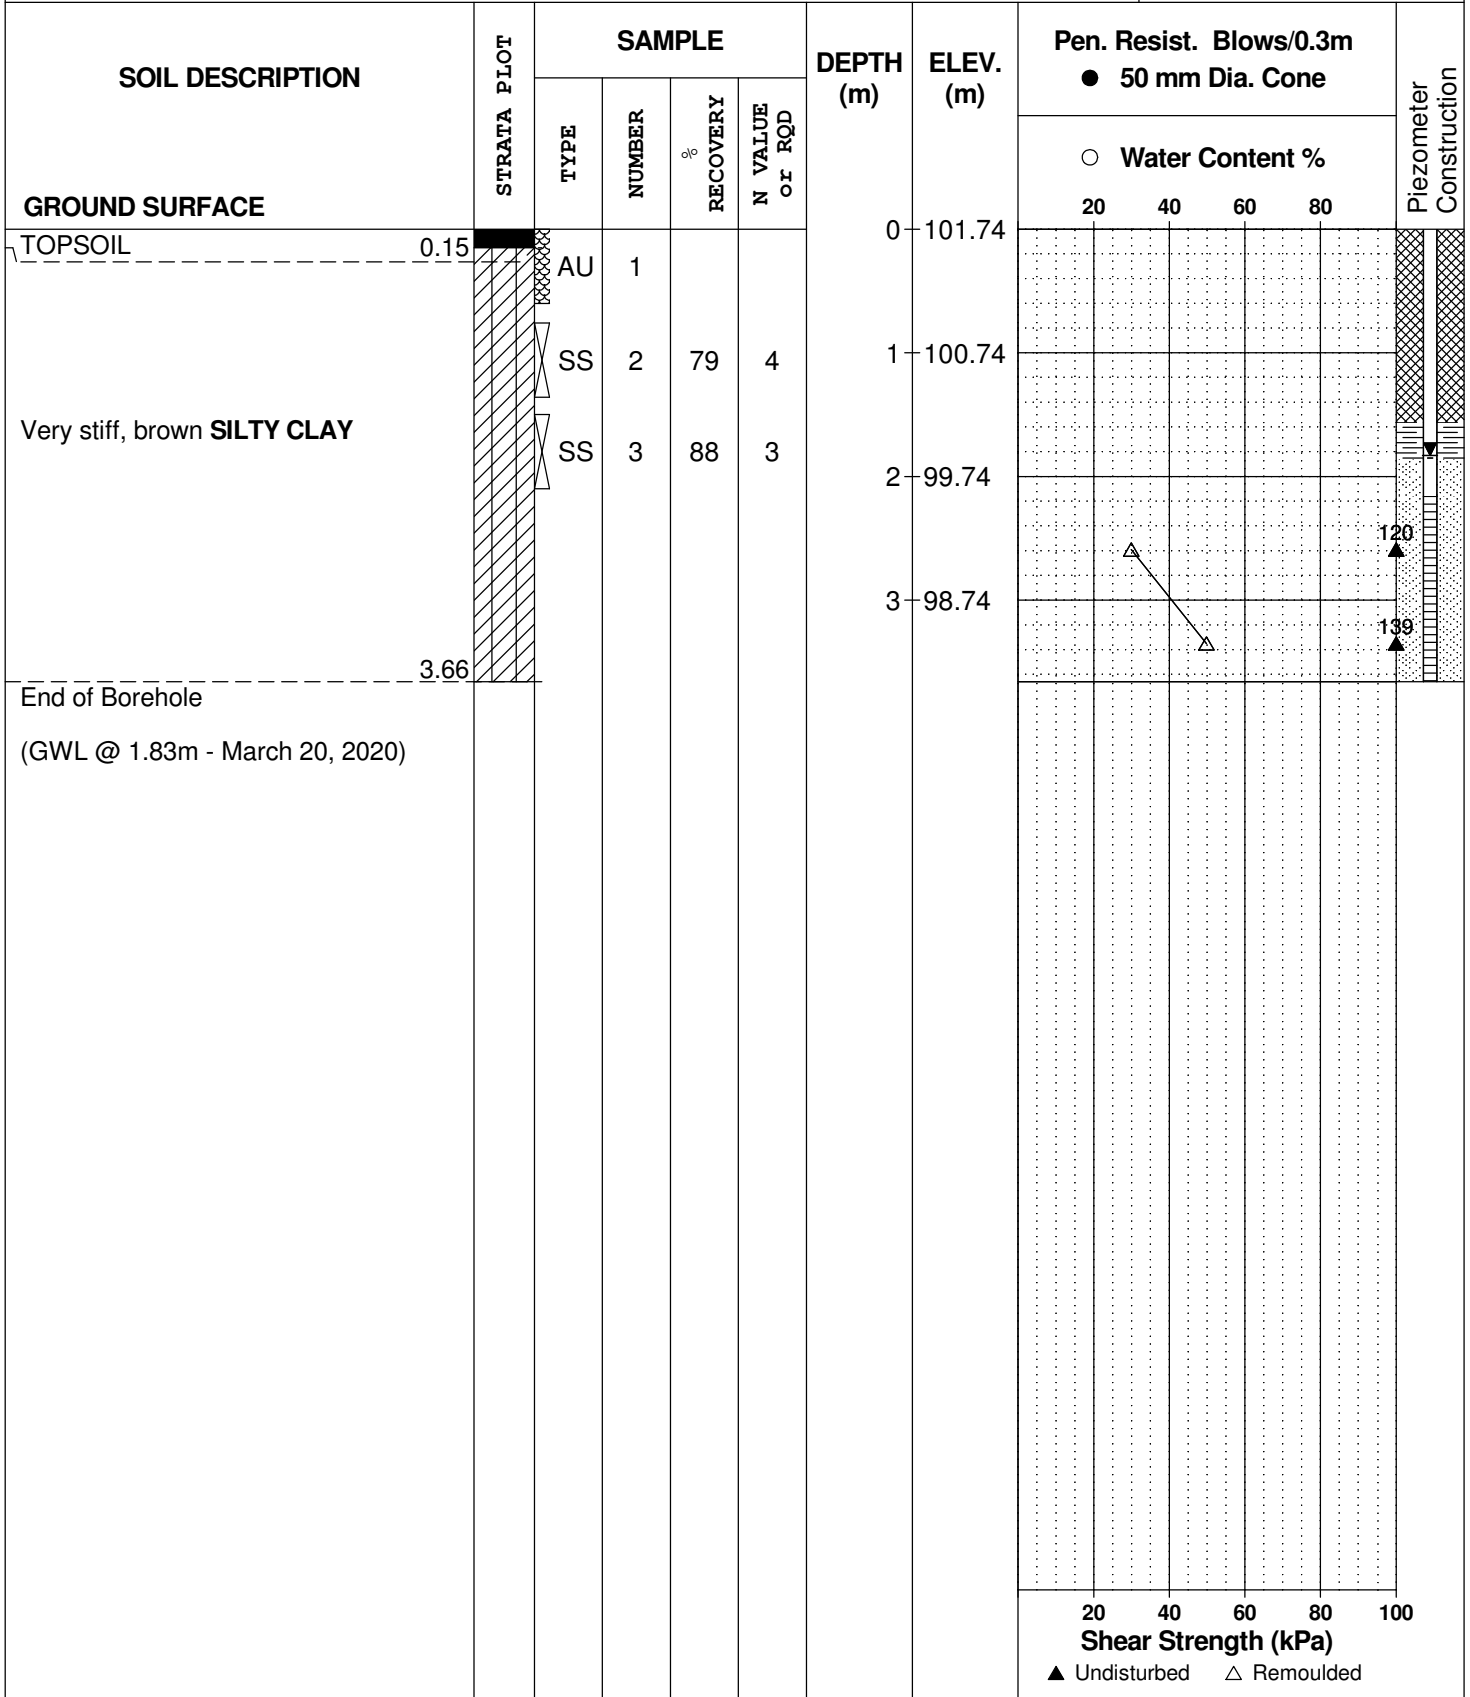 SOIL DESCRIPTION
GROUND SURFACE
STRATA PLOT
SAMPLE
TYPE
NUMBER
%
RECOVERY
N VALUE
or RQD
DEPTH
(m)
ELEV.
(m)
Pen. Resist. Blows/0.3m
● 50 mm Dia. Cone
○ Water Content %
20 40 60 80
Piezometer
Construction
TOPSOIL 0.15
0 101.74
AU 1
SS 2 79 4
1 100.74
Very stiff, brown SILTY CLAY
SS 3 88 3
2 99.74
120
3 98.74
139
3.66
End of Borehole
(GWL @ 1.83m - March 20, 2020)
20 40 60 80 100
Shear Strength (kPa)
▲ Undisturbed △ Remoulded